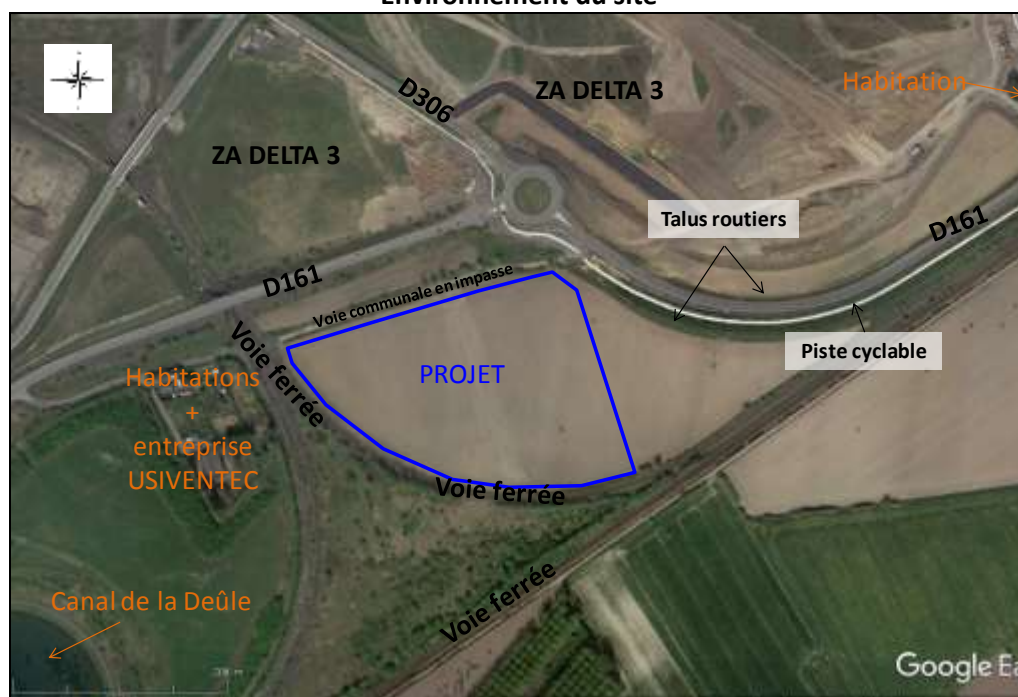 Environnement du site
Habitation
D306
ZA DELTA 3
ZA DELTA 3
Talus routiers
D161
D161
Voie communale en impasse
Piste cyclable
Voie ferrée
PROJET
Habitations
+
entreprise
USIVENTEC
Voie ferrée
Voie ferrée
Canal de la Deûle
Google Ea